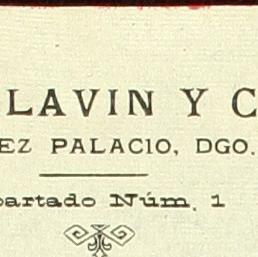 LAVIN Y C
EZ PALACIO, DGO.
partado Núm. 1